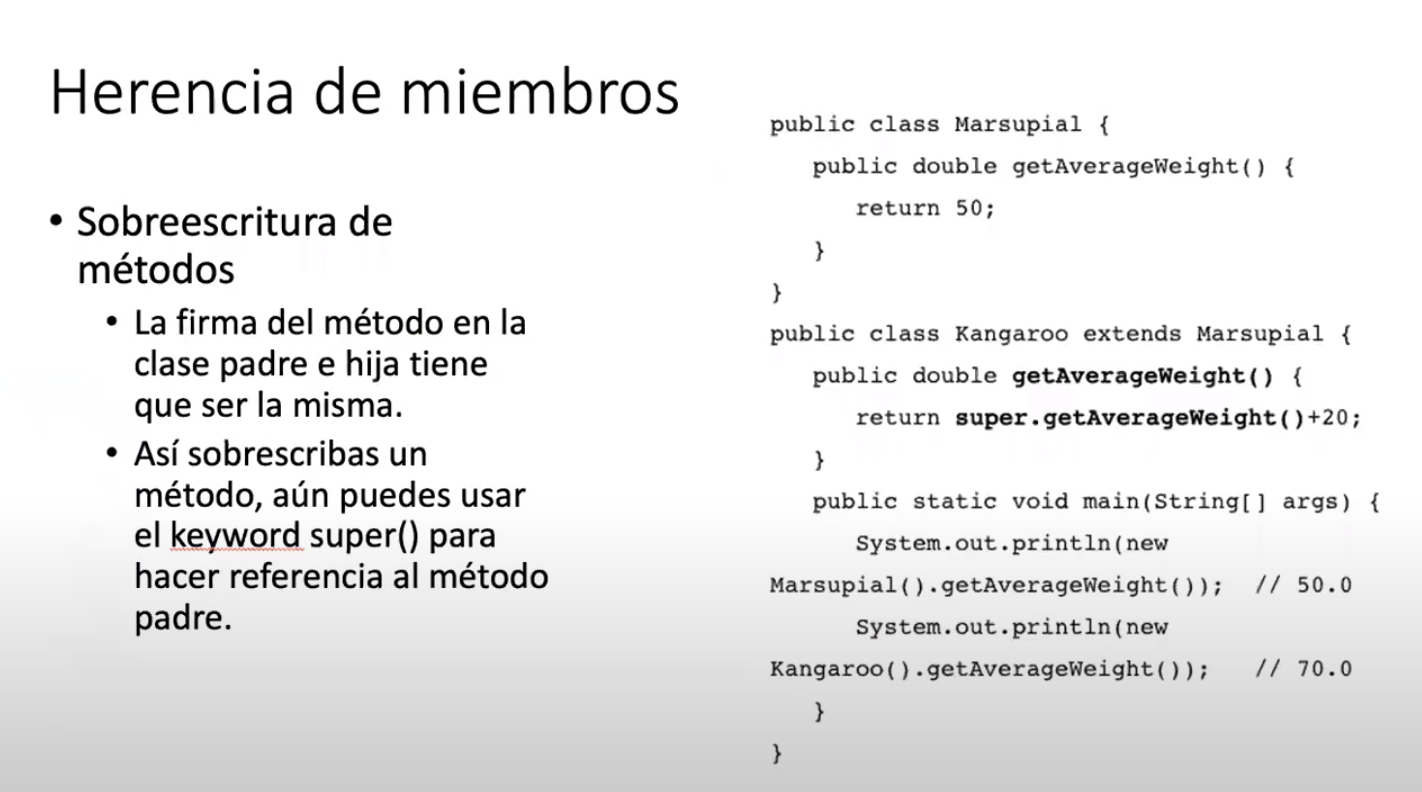 Herencia de miembros
• Sobreescritura de
métodos
• La firma del método en la
clase padre e hija tiene
que ser la misma.
• Así sobrescribas un
método, aún puedes usar
el keyword super() para
hacer referencia al método
padre.
public class Marsupial {
public double getAverageWeight() {
return 50;
}
}
public class Kangaroo extends Marsupial {
public double getAverageWeight() {
return super.getAverageWeight()+20;
}
public static void main(String[] args) {
System.out.println(new
Marsupial().getAverageWeight()); // 50.0
System.out.println(new
Kangaroo().getAverageWeight()); // 70.0
}
}